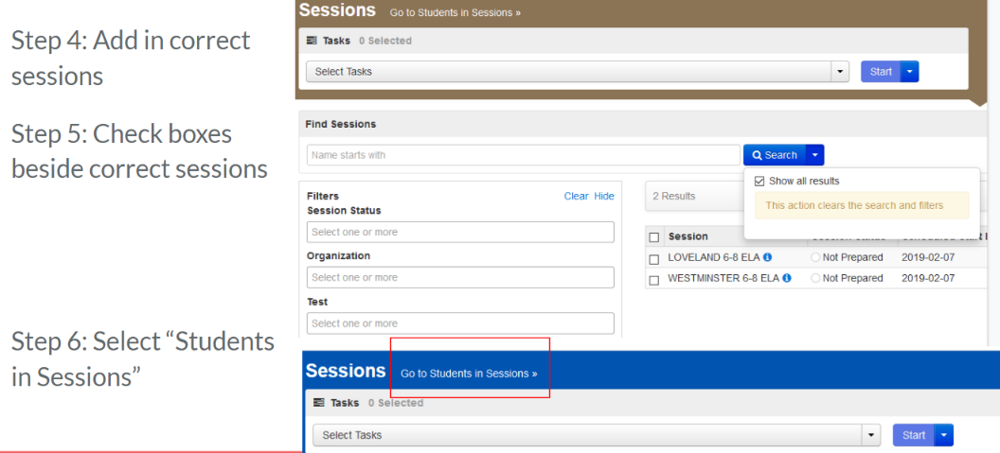 Step 4: Add in correct
sessions
Step 5: Check boxes
beside correct sessions
Step 6: Select “Students
in Sessions”
Sessions Go to Students in Sessions »
Tasks 0 Selected
Select Tasks Start
Find Sessions
Name starts with Search
Show all results
This action clears the search and filters
Filters Clear Hide
Session Status
Select one or more
Organization
Select one or more
Test
Select one or more
2 Results
Session
LOVELAND 6-8 ELA Not Prepared 2019-02-07
WESTMINSTER 6-8 ELA Not Prepared 2019-02-07
Sessions Go to Students in Sessions »
Tasks 0 Selected
Select Tasks Start